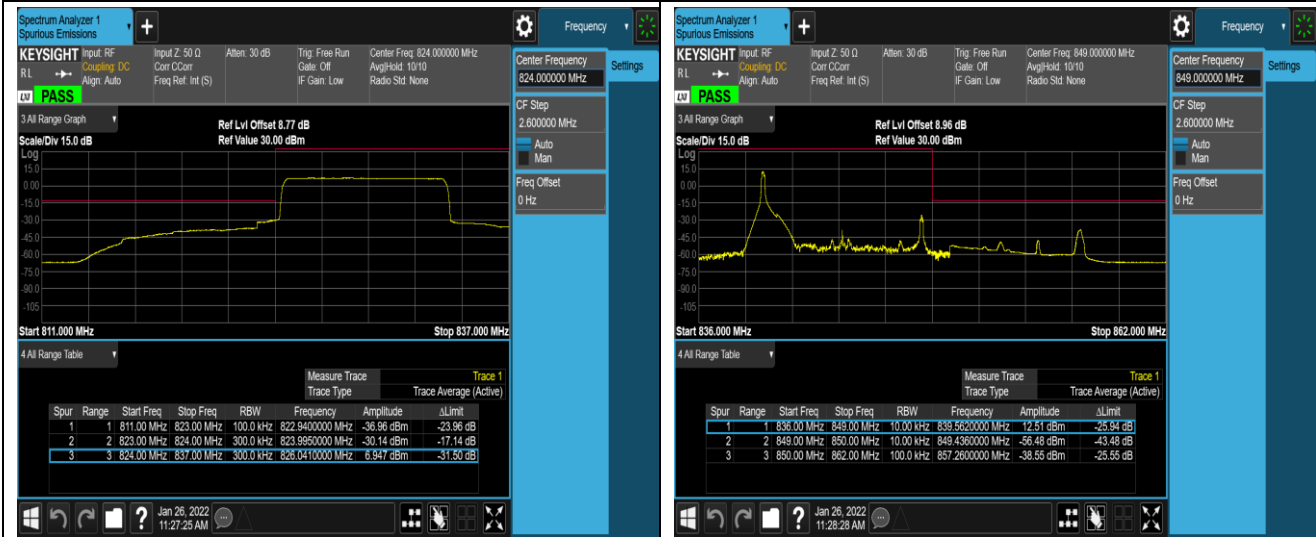 Spectrum Analyzer 1
Spurious Emissions
Frequency
KEYSIGHT Input: RF Input Z: 50 Ω Atten: 30 dB Trig: Free Run Center Freq: 824.000000 MHz
Coupling: DC Corr CCorr Gate: Off Avg|Hold: 10/10
RL Align: Auto Freq Ref: Int (S) IF Gain: Low Radio Std: None
LXI PASS
3 All Range Graph
Ref Lvl Offset 8.77 dB
Scale/Div 15.0 dB Ref Value 30.00 dBm
Log
15.0
0.00
-15.0
-30.0
-45.0
-60.0
-75.0
-90.0
-105
Start 811.000 MHz Stop 837.000 MHz
4 All Range Table
Measure Trace Trace 1
Trace Type Trace Average (Active)
Spur Range Start Freq Stop Freq RBW Frequency Amplitude ΔLimit
1 1 811.00 MHz 823.00 MHz 100.0 kHz 822.9400000 MHz -36.96 dBm -23.96 dB
2 2 823.00 MHz 824.00 MHz 300.0 kHz 823.9950000 MHz -30.14 dBm -17.14 dB
3 3 824.00 MHz 837.00 MHz 300.0 kHz 826.0410000 MHz 6.947 dBm -31.50 dB
Jan 26, 2022
11:27:25 AM
Center Frequency
824.000000 MHz
Settings
CF Step
2.600000 MHz
Auto
Man
Freq Offset
0 Hz
Spectrum Analyzer 1
Spurious Emissions
Frequency
KEYSIGHT Input: RF Input Z: 50 Ω Atten: 30 dB Trig: Free Run Center Freq: 849.000000 MHz
Coupling: DC Corr CCorr Gate: Off Avg|Hold: 10/10
RL Align: Auto Freq Ref: Int (S) IF Gain: Low Radio Std: None
LXI PASS
3 All Range Graph
Ref Lvl Offset 8.96 dB
Scale/Div 15.0 dB Ref Value 30.00 dBm
Log
15.0
0.00
-15.0
-30.0
-45.0
-60.0
-75.0
-90.0
-105
Start 836.000 MHz Stop 862.000 MHz
4 All Range Table
Measure Trace Trace 1
Trace Type Trace Average (Active)
Spur Range Start Freq Stop Freq RBW Frequency Amplitude ΔLimit
1 1 836.00 MHz 849.00 MHz 10.00 kHz 839.5620000 MHz 12.51 dBm -25.94 dB
2 2 849.00 MHz 850.00 MHz 10.00 kHz 849.4360000 MHz -56.48 dBm -43.48 dB
3 3 850.00 MHz 862.00 MHz 100.0 kHz 857.2600000 MHz -38.55 dBm -25.55 dB
Jan 26, 2022
11:28:28 AM
Center Frequency
849.000000 MHz
Settings
CF Step
2.600000 MHz
Auto
Man
Freq Offset
0 Hz